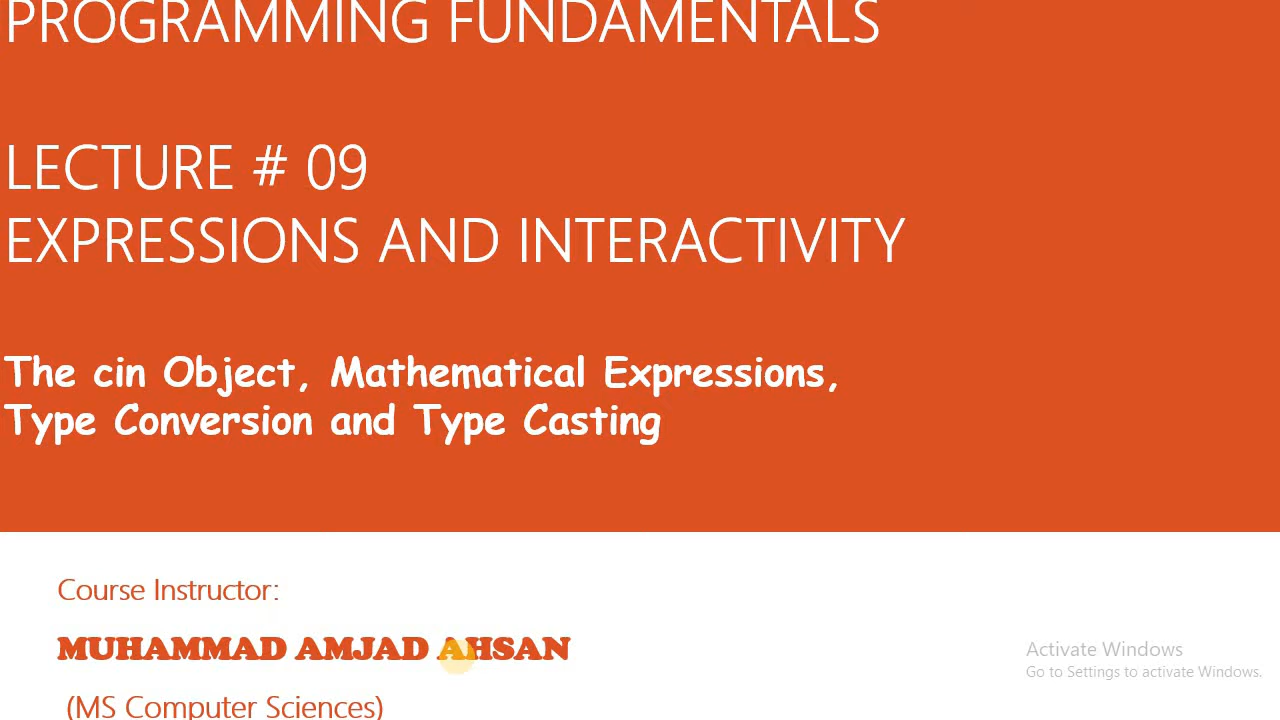 PROGRAMMING FUNDAMENTALS
LECTURE # 09
EXPRESSIONS AND INTERACTIVITY
The cin Object, Mathematical Expressions,
Type Conversion and Type Casting
Course Instructor:
MUHAMMAD AMJAD AHSAN
(MS Computer Sciences)
Activate Windows
Go to Settings to activate Windows.